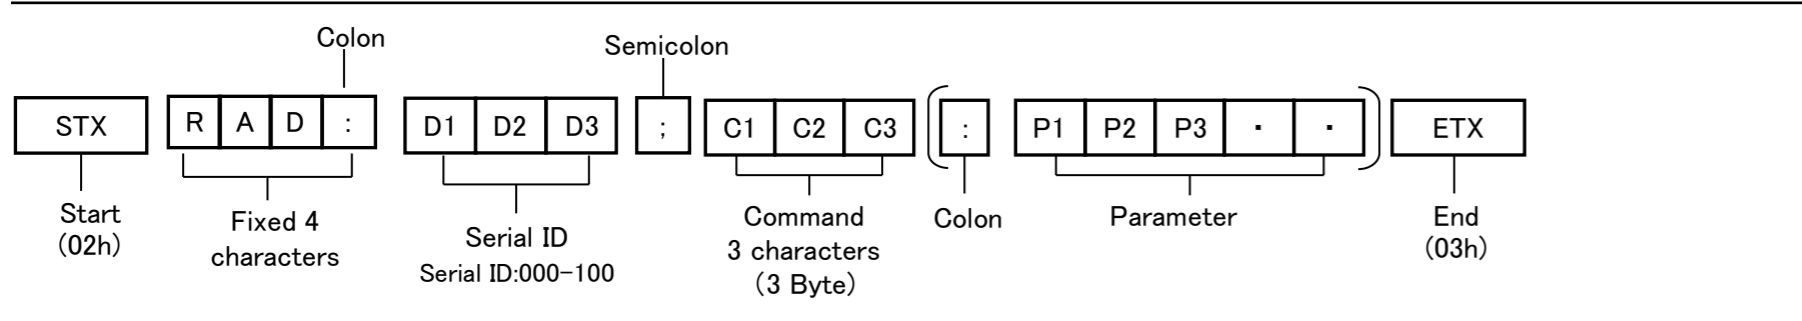 Colon
Semicolon
STX R A D : D1 D2 D3 ; C1 C2 C3 ( : P1 P2 P3 ・ ・ ) ETX
Start
(02h)
Fixed 4
characters
Serial ID
Serial ID:000-100
Command
3 characters
(3 Byte)
Colon
Parameter
End
(03h)